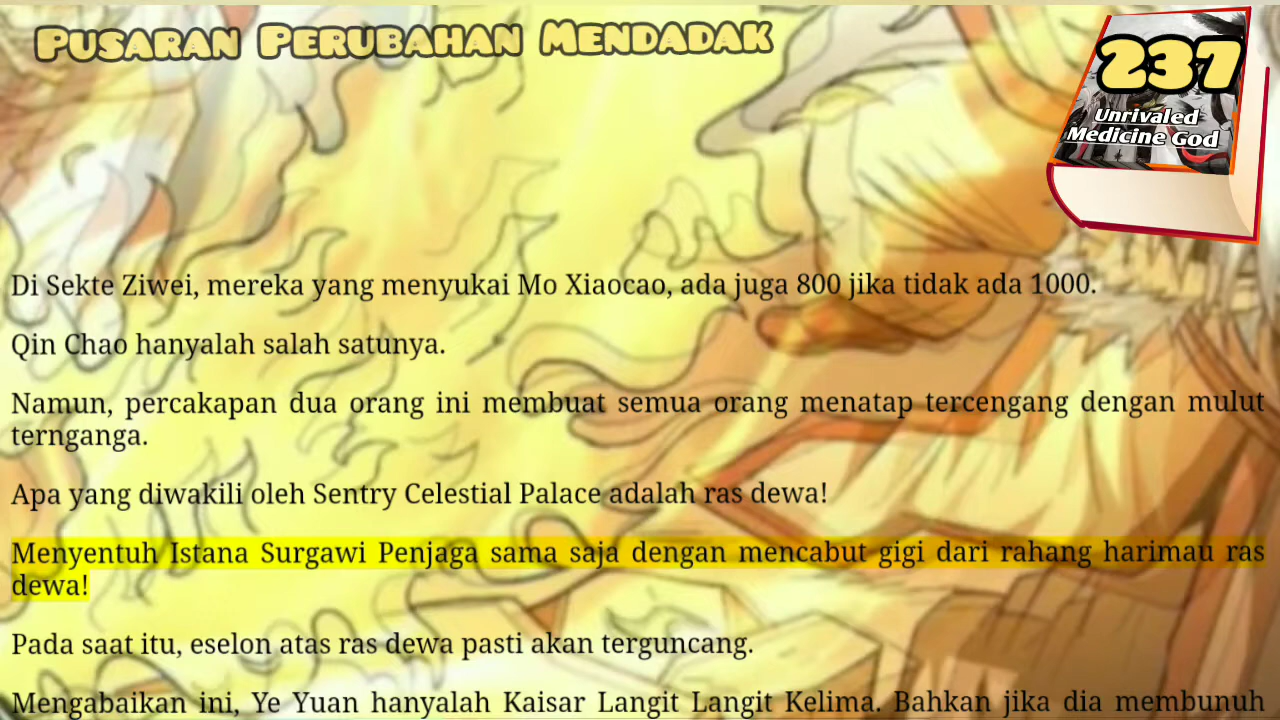 Pusaran Perubahan Mendadak
237
Unrivaled
Medicine God
Di Sekte Ziwei, mereka yang menyukai Mo Xiaocao, ada juga 800 jika tidak ada 1000.
Qin Chao hanyalah salah satunya.
Namun, percakapan dua orang ini membuat semua orang menatap tercengang dengan mulut
ternganga.
Apa yang diwakili oleh Sentry Celestial Palace adalah ras dewa!
Menyentuh Istana Surgawi Penjaga sama saja dengan mencabut gigi dari rahang harimau ras
dewa!
Pada saat itu, eselon atas ras dewa pasti akan terguncang.
Mengabaikan ini, Ye Yuan hanyalah Kaisar Langit Langit Kelima. Bahkan jika dia membunuh